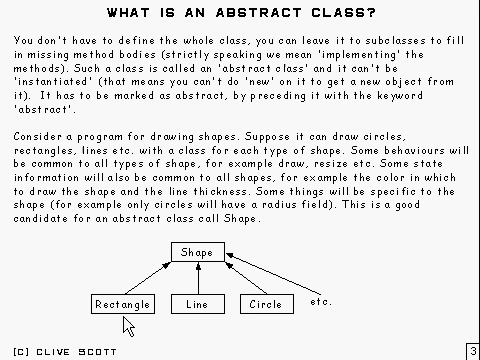 WHAT IS AN ABSTRACT CLASS?
You don't have to define the whole class, you can leave it to subclasses to fill
in missing method bodies (strictly speaking we mean 'implementing' the
methods). Such a class is called an 'abstract class' and it can't be
'instantiated' (that means you can't do 'new' on it to get a new object from
it). It has to be marked as abstract, by preceding it with the keyword
'abstract'.
Consider a program for drawing shapes. Suppose it can draw circles,
rectangles, lines etc. with a class for each type of shape. Some behaviours will
be common to all types of shape, for example draw, resize etc. Some state
information will also be common to all shapes, for example the color in which
to draw the shape and the line thickness. Some things will be specific to the
shape (for example only circles will have a radius field). This is a good
candidate for an abstract class call Shape.
Shape
Rectangle
Line
Circle
etc.
[C] CLIVE SCOTT
3